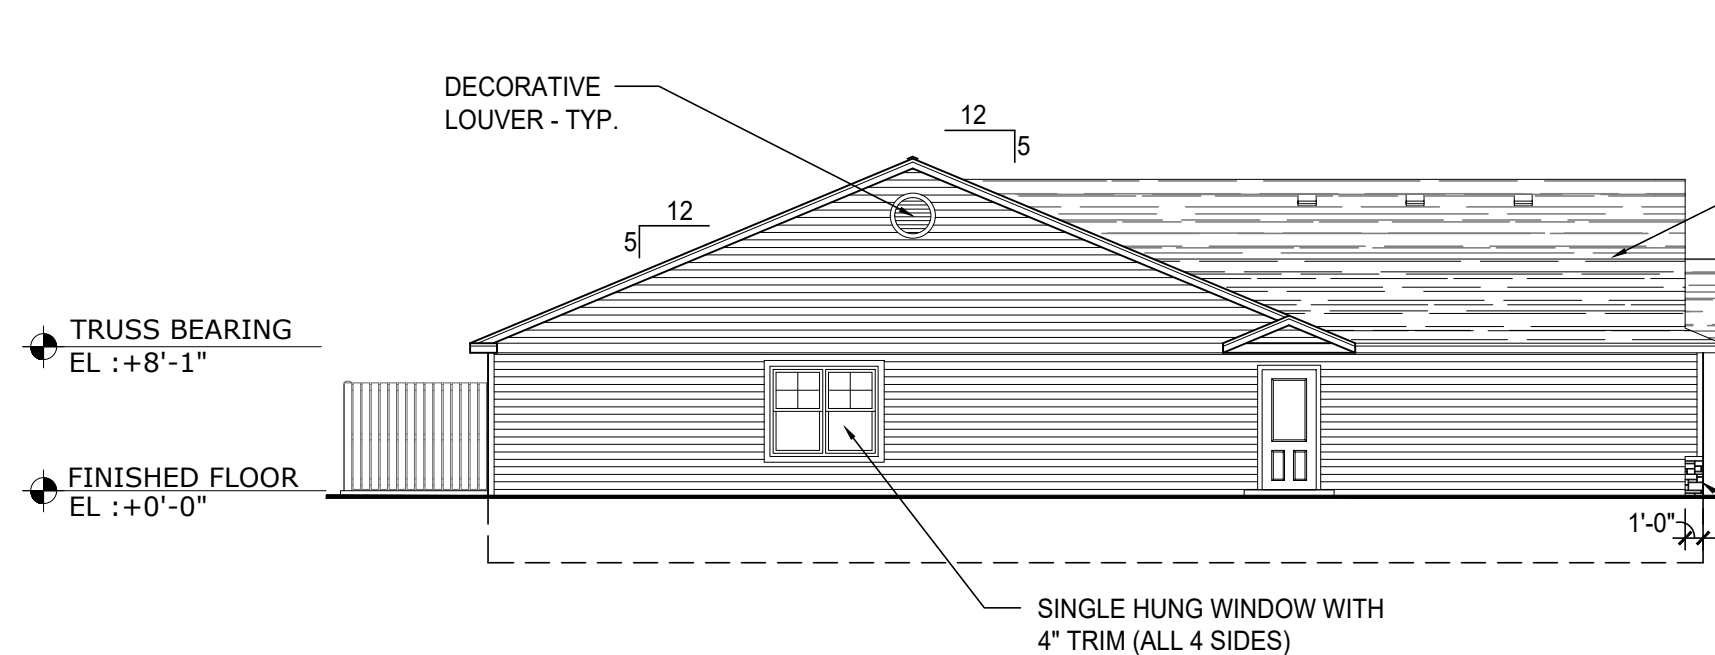 DECORATIVE
LOUVER - TYP.
12
5
12
5
TRUSS BEARING
EL :+8'-1"
FINISHED FLOOR
EL :+0'-0"
1'-0"
SINGLE HUNG WINDOW WITH
4" TRIM (ALL 4 SIDES)